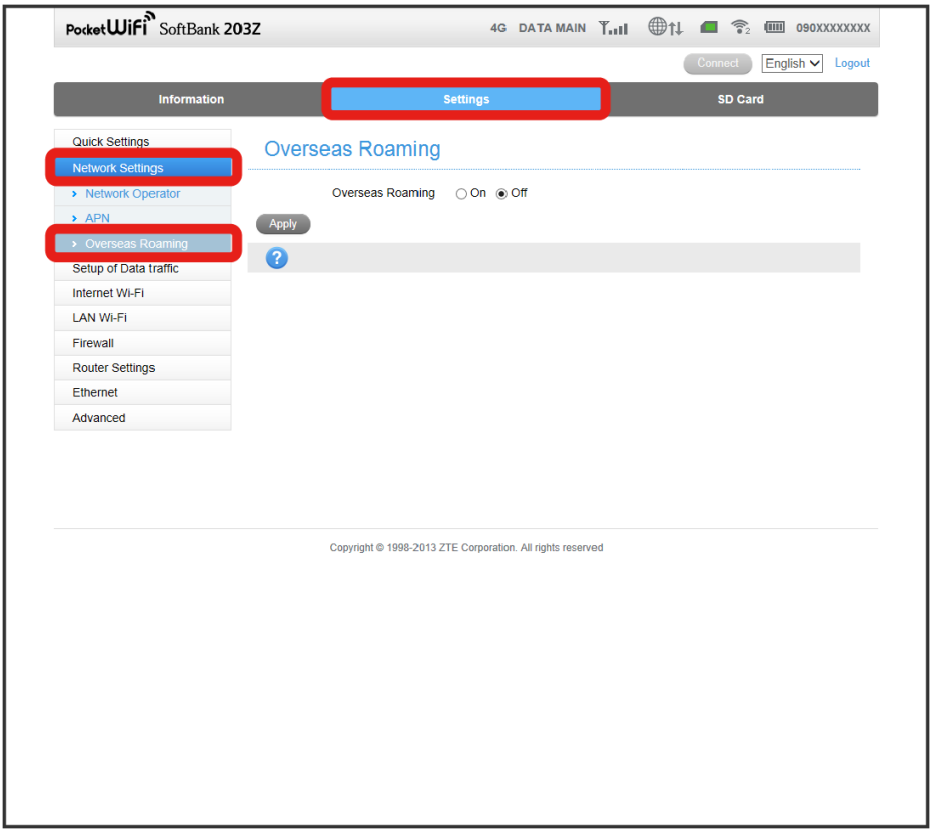 PocketWiFi SoftBank 203Z 4G DATA MAIN 2 090XXXXXXXX
Connect English Logout
Information Settings SD Card
Quick Settings
Network Settings
Network Operator
APN
Overseas Roaming
Setup of Data traffic
Internet Wi-Fi
LAN Wi-Fi
Firewall
Router Settings
Ethernet
Advanced
Overseas Roaming
Overseas Roaming On Off
Apply
?
Copyright © 1998-2013 ZTE Corporation. All rights reserved